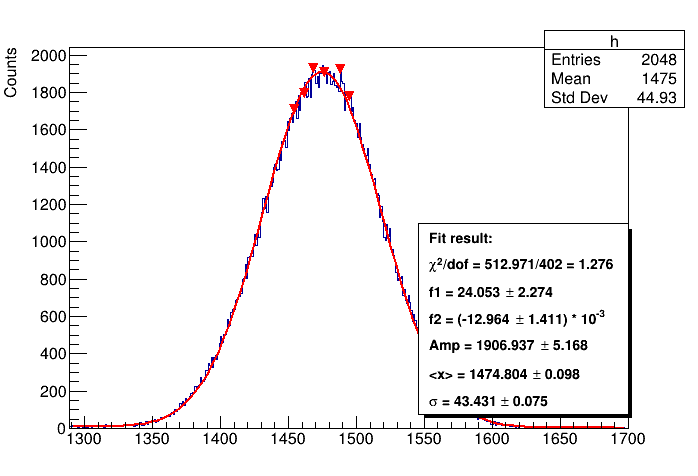 h
Entries 2048
Mean 1475
Std Dev 44.93
Counts
2000
1800
1600
1400
1200
1000
800
600
400
200
0
Fit result:
χ²/dof = 512.971/402 = 1.276
f1 = 24.053 ± 2.274
f2 = (-12.964 ± 1.411) * 10⁻³
Amp = 1906.937 ± 5.168
<x> = 1474.804 ± 0.098
σ = 43.431 ± 0.075
1300 1350 1400 1450 1500 1550 1600 1650 1700